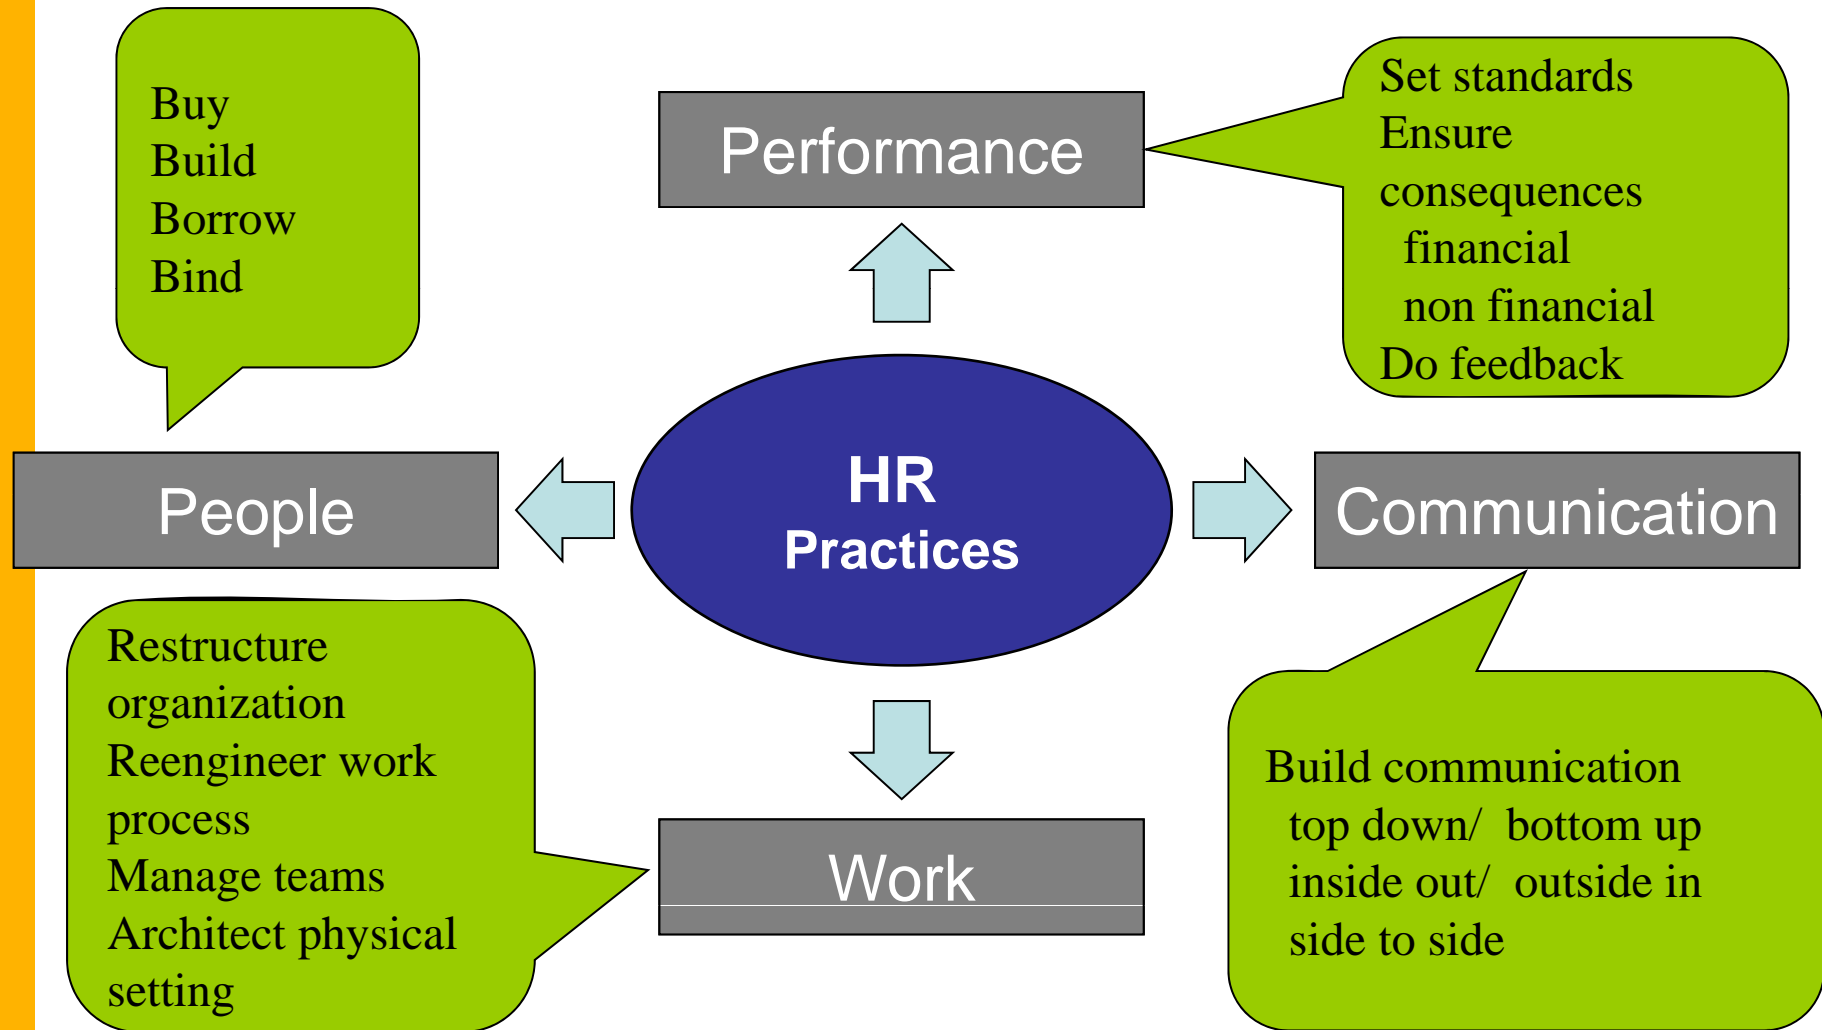 Buy
Build
Borrow
Bind
Performance
Set standards
Ensure
consequences
financial
non financial
Do feedback
People
HR
Practices
Communication
Restructure
organization
Reengineer work
process
Manage teams
Architect physical
setting
Work
Build communication
top down/ bottom up
inside out/ outside in
side to side